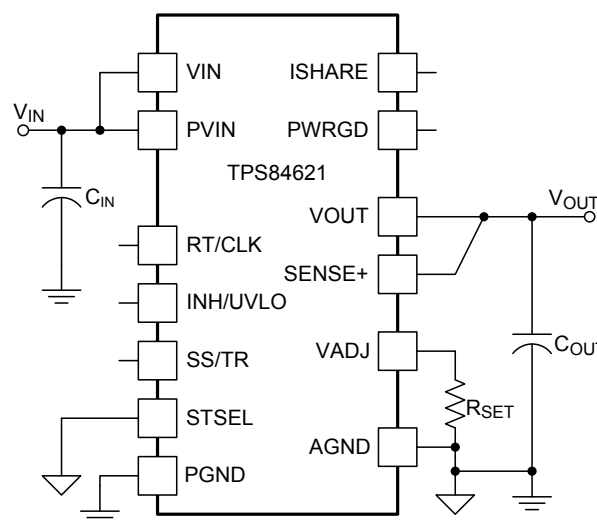 VIN
ISHARE
VIN
PVIN
PWRGD
TPS84621
CIN
VOUT
VOUT
RT/CLK
SENSE+
INH/UVLO
VADJ
COUT
SS/TR
RSET
STSEL
AGND
PGND